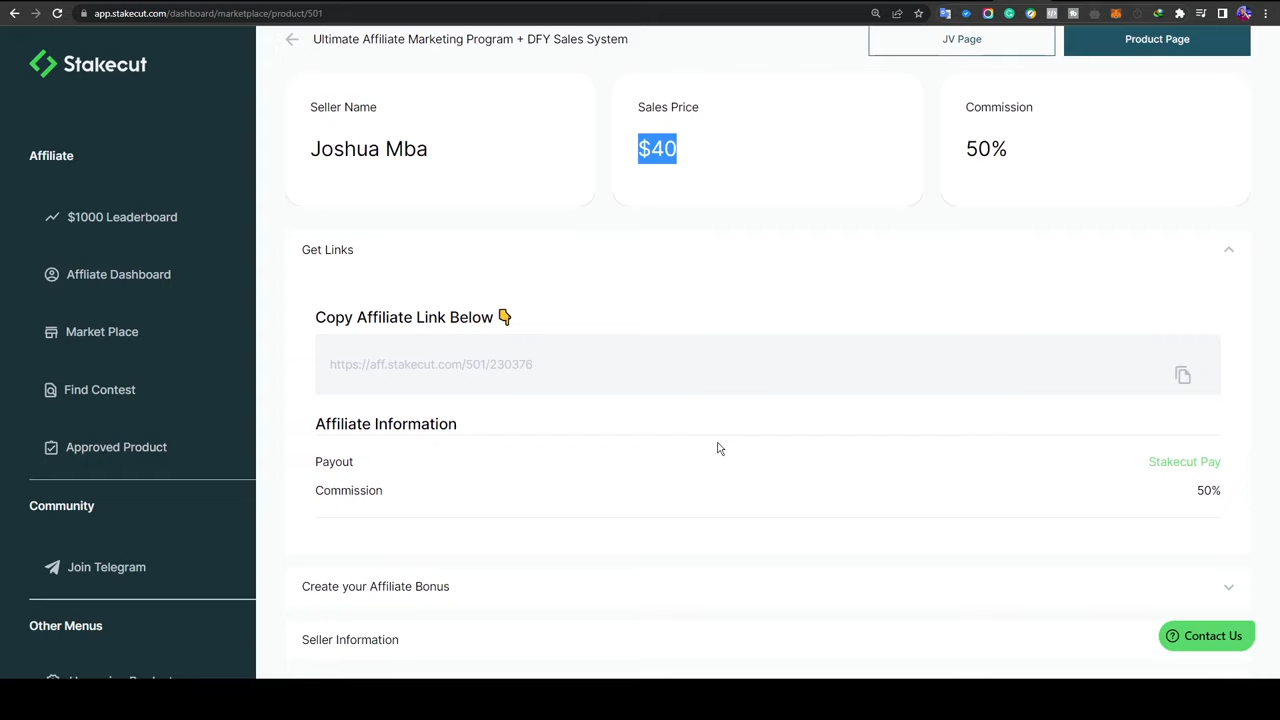 app.stakecut.com/dashboard/marketplace/product/501
Stakecut
Ultimate Affiliate Marketing Program + DFY Sales System
JV Page
Product Page
Seller Name
Joshua Mba
Sales Price
$40
Commission
50%
Affiliate
$1000 Leaderboard
Affliate Dashboard
Market Place
Find Contest
Approved Product
Community
Join Telegram
Other Menus
Get Links
Copy Affiliate Link Below
https://aff.stakecut.com/501/230376
Affiliate Information
Payout
Stakecut Pay
Commission
50%
Create your Affiliate Bonus
Seller Information
Contact Us